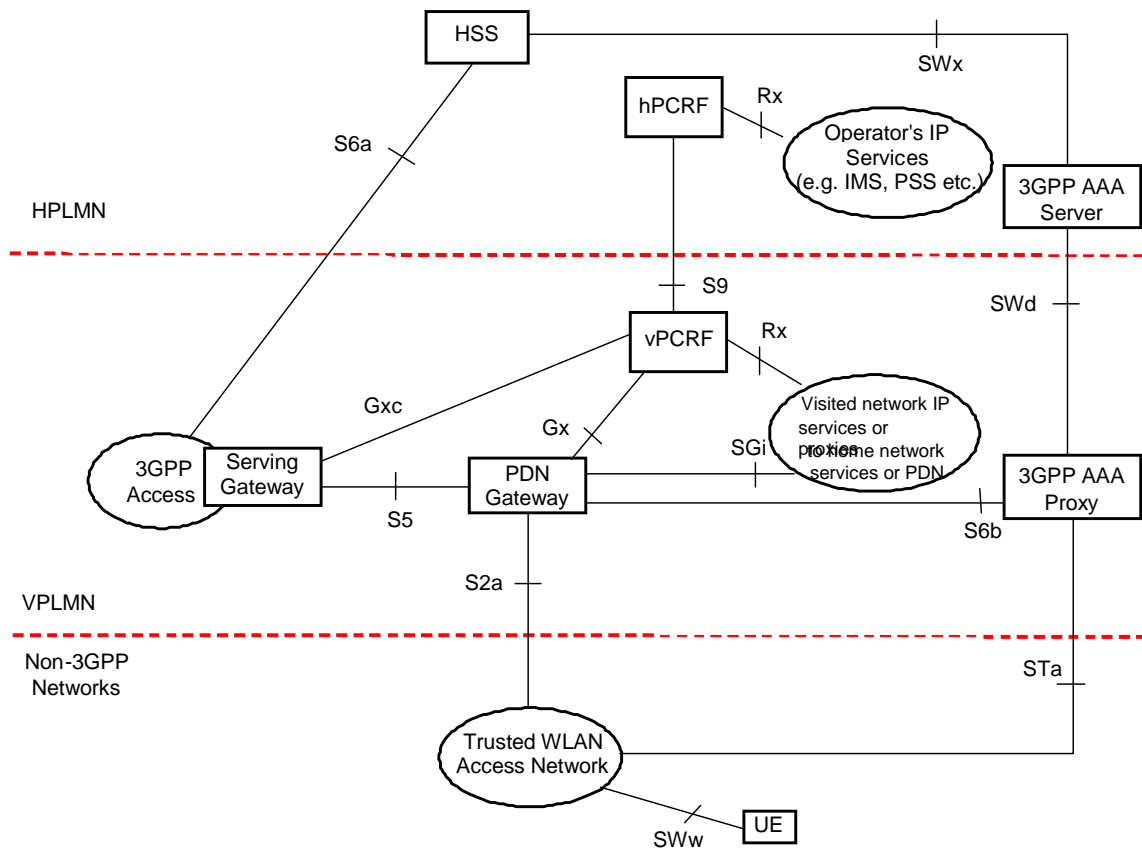 HSS
SWx
hPCRF
Rx
Operator's IP
Services
(e.g. IMS, PSS etc.)
S6a
3GPP AAA
Server
HPLMN
S9
SWd
vPCRF
Rx
Gxc
Visited network IP
services or
proxies
to home network
services or PDN
Gx
SGi
3GPP
Access
Serving
Gateway
PDN
Gateway
3GPP AAA
Proxy
S5
S6b
S2a
VPLMN
Non-3GPP
Networks
STa
Trusted WLAN
Access Network
UE
SWw